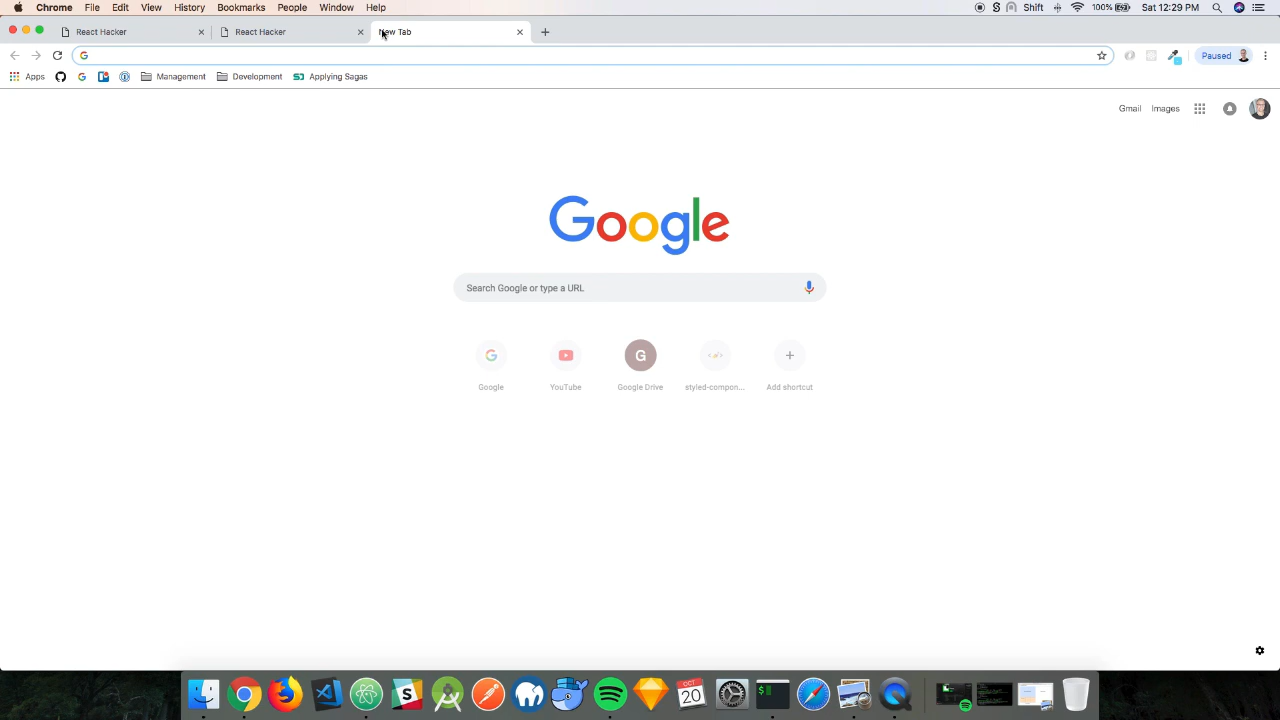 Chrome File Edit View History Bookmarks People Window Help Shift 100% Sat 12:29 PM
React Hacker React Hacker New Tab
Paused
Apps Management Development Applying Sagas
Gmail Images
Google
Search Google or type a URL
G
Google YouTube Google Drive styled-compon... Add shortcut
OCT
20